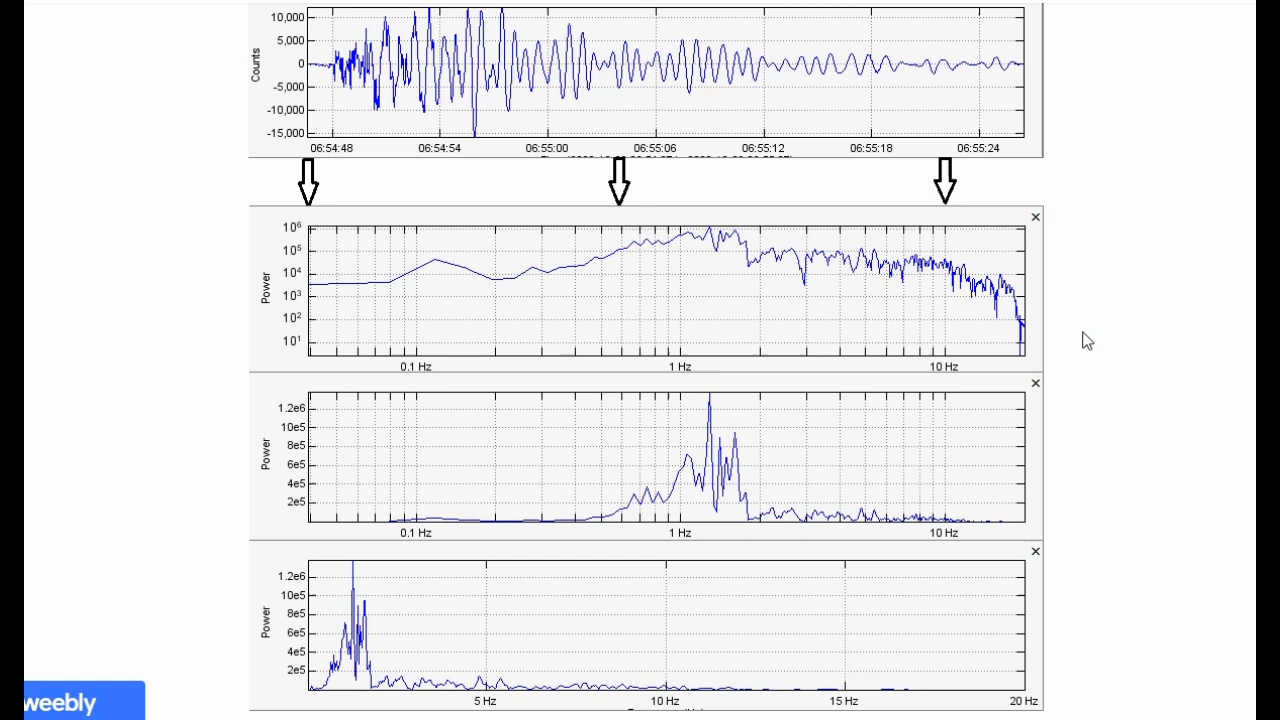 10,000
5,000
0
-5,000
-10,000
-15,000
Counts
06:54:48 06:54:54 06:55:00 06:55:06 06:55:12 06:55:18 06:55:24
10⁶
10⁵
10⁴
10³
10²
10¹
Power
0.1 Hz 1 Hz 10 Hz
1.2e6
10e5
8e5
6e5
4e5
2e5
Power
0.1 Hz 1 Hz 10 Hz
1.2e6
10e5
8e5
6e5
4e5
2e5
Power
5 Hz 10 Hz 15 Hz 20 Hz
weebly